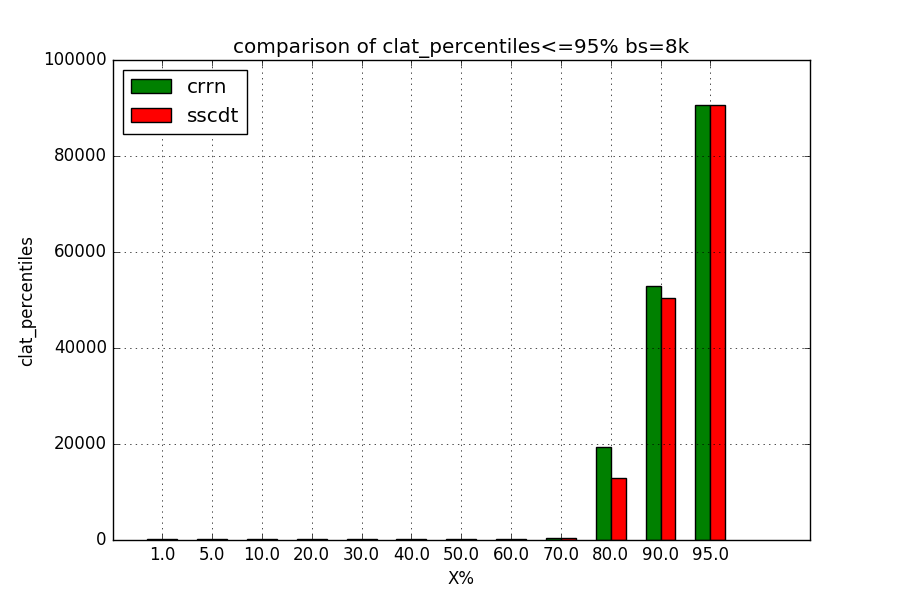 comparison of clat_percentiles<=95% bs=8k
100000
80000
60000
40000
20000
0
clat_percentiles
crrn
sscdt
1.0 5.0 10.0 20.0 30.0 40.0 50.0 60.0 70.0 80.0 90.0 95.0
X%